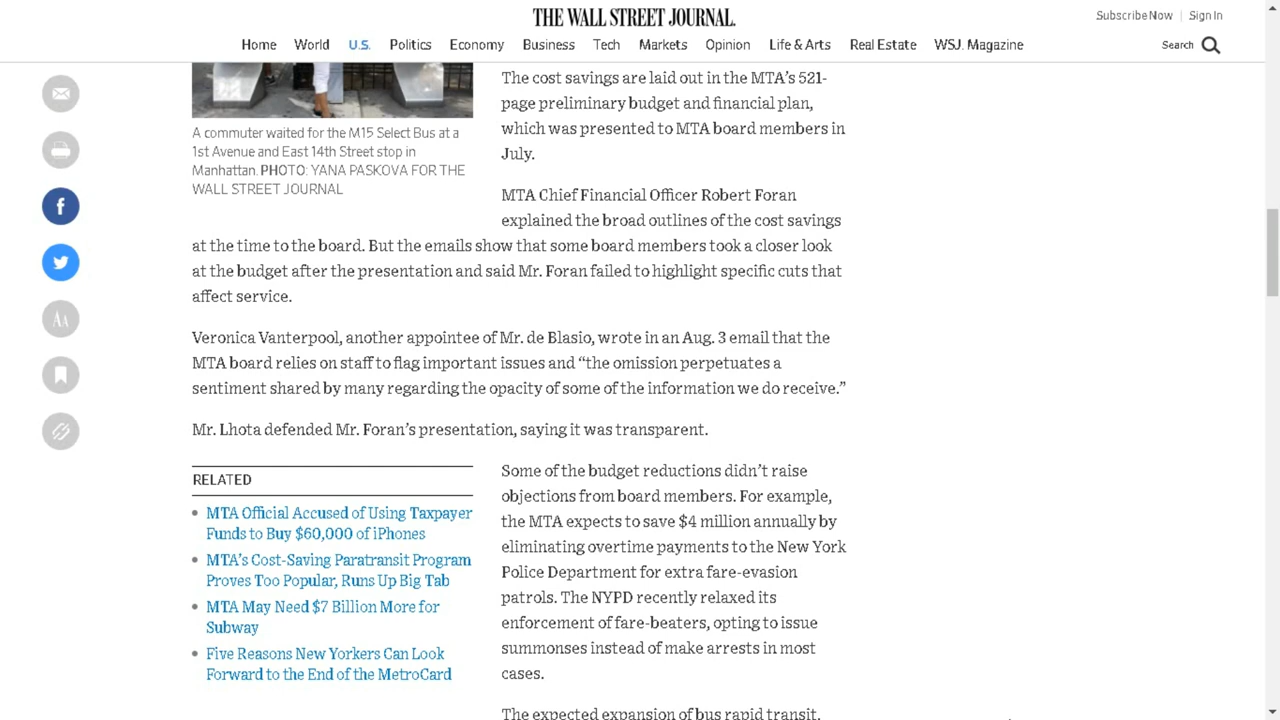 THE WALL STREET JOURNAL.
Subscribe Now | Sign In
Home World U.S. Politics Economy Business Tech Markets Opinion Life & Arts Real Estate WSJ. Magazine
Search
A commuter waited for the M15 Select Bus at a
1st Avenue and East 14th Street stop in
Manhattan. PHOTO: YANA PASKOVA FOR THE
WALL STREET JOURNAL
The cost savings are laid out in the MTA’s 521-
page preliminary budget and financial plan,
which was presented to MTA board members in
July.
MTA Chief Financial Officer Robert Foran
explained the broad outlines of the cost savings
at the time to the board. But the emails show that some board members took a closer look
at the budget after the presentation and said Mr. Foran failed to highlight specific cuts that
affect service.
Veronica Vanterpool, another appointee of Mr. de Blasio, wrote in an Aug. 3 email that the
MTA board relies on staff to flag important issues and “the omission perpetuates a
sentiment shared by many regarding the opacity of some of the information we do receive.”
Mr. Lhota defended Mr. Foran’s presentation, saying it was transparent.
RELATED
MTA Official Accused of Using Taxpayer
Funds to Buy $60,000 of iPhones
MTA’s Cost-Saving Paratransit Program
Proves Too Popular, Runs Up Big Tab
MTA May Need $7 Billion More for
Subway
Five Reasons New Yorkers Can Look
Forward to the End of the MetroCard
Some of the budget reductions didn’t raise
objections from board members. For example,
the MTA expects to save $4 million annually by
eliminating overtime payments to the New York
Police Department for extra fare-evasion
patrols. The NYPD recently relaxed its
enforcement of fare-beaters, opting to issue
summonses instead of make arrests in most
cases.
The expected expansion of bus rapid transit,